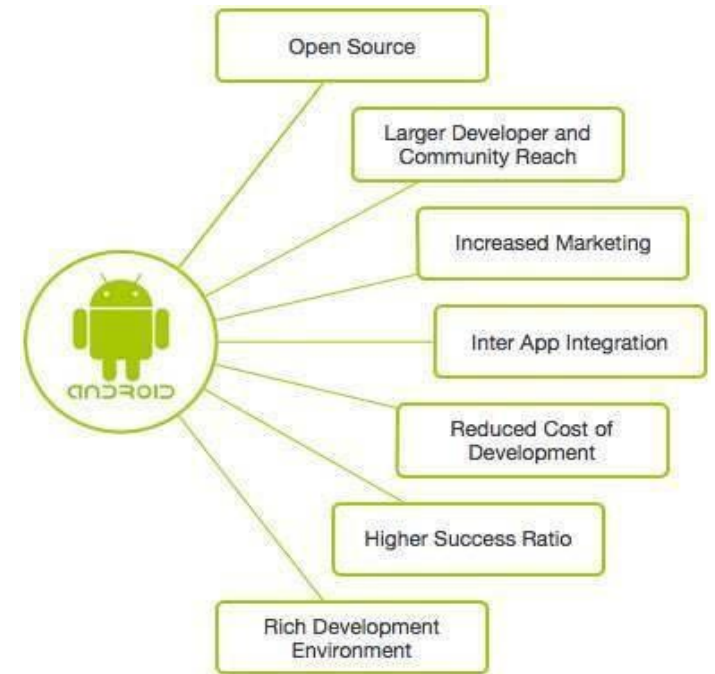 Open Source
Larger Developer and
Community Reach
Increased Marketing
Inter App Integration
ANDROID
Reduced Cost of
Development
Higher Success Ratio
Rich Development
Environment